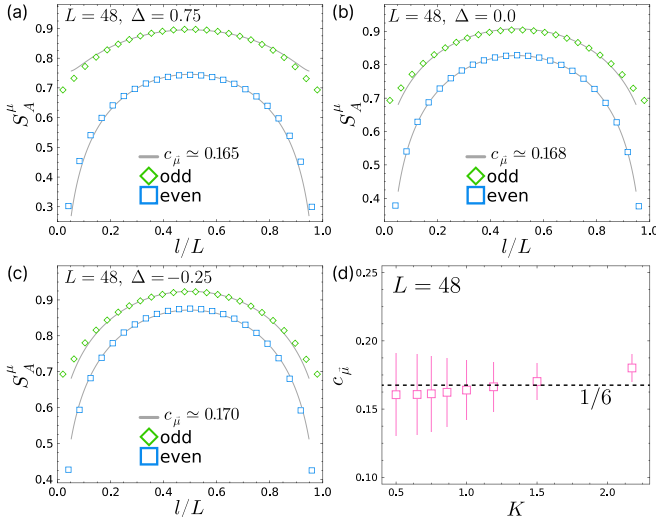 (a)
L = 48, Δ = 0.75
S_A^μ
0.9
0.8
0.7
0.6
0.5
0.4
0.3
c_μ̄ ≃ 0.165
odd
even
0.0 0.2 0.4 0.6 0.8 1.0
l/L
(b)
L = 48, Δ = 0.0
S_A^μ
0.9
0.8
0.7
0.6
0.5
0.4
c_μ̄ ≃ 0.168
odd
even
0.0 0.2 0.4 0.6 0.8 1.0
l/L
(c)
L = 48, Δ = −0.25
S_A^μ
0.9
0.8
0.7
0.6
0.5
0.4
c_μ̄ ≃ 0.170
odd
even
0.0 0.2 0.4 0.6 0.8 1.0
l/L
(d)
L = 48
c_μ̄
0.25
0.20
0.15
0.10
1/6
0.5 1.0 1.5 2.0
K